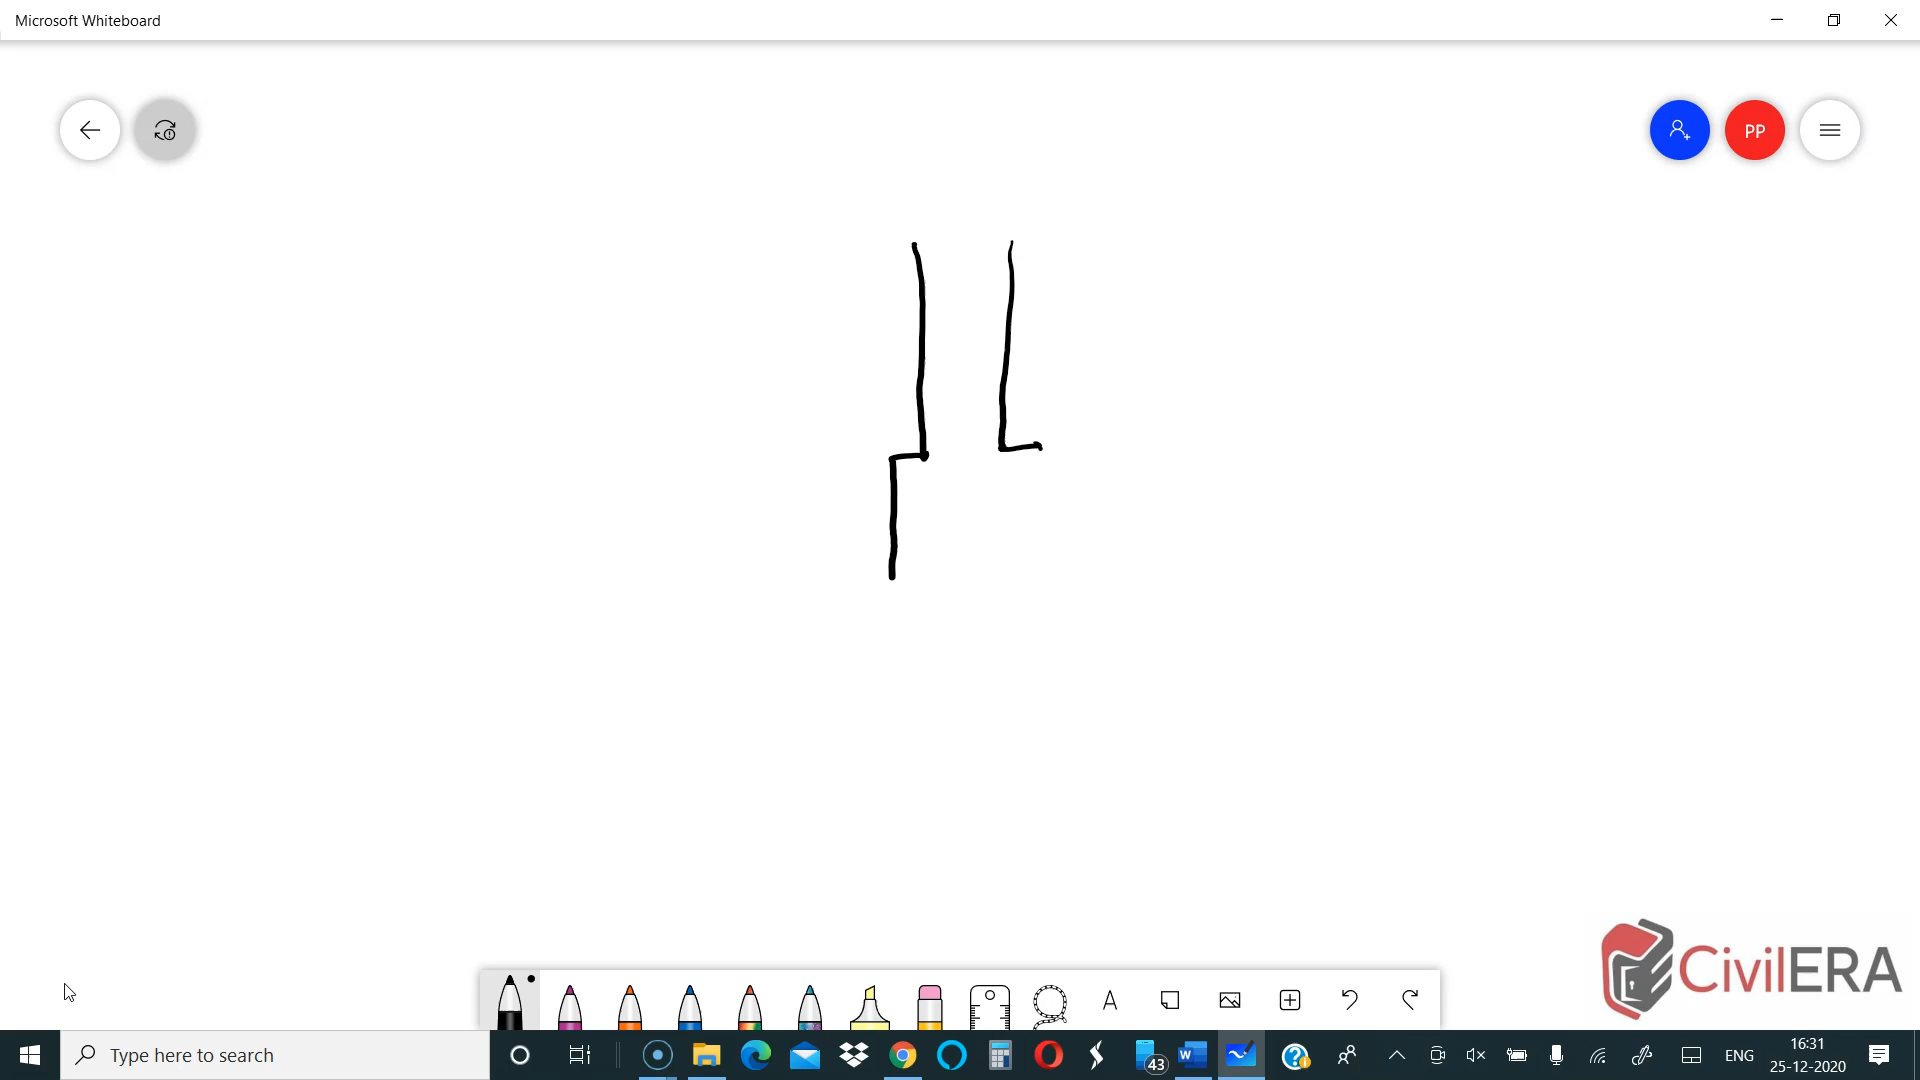 Microsoft Whiteboard
PP
CivilERA
Type here to search
43
ENG
16:31
25-12-2020